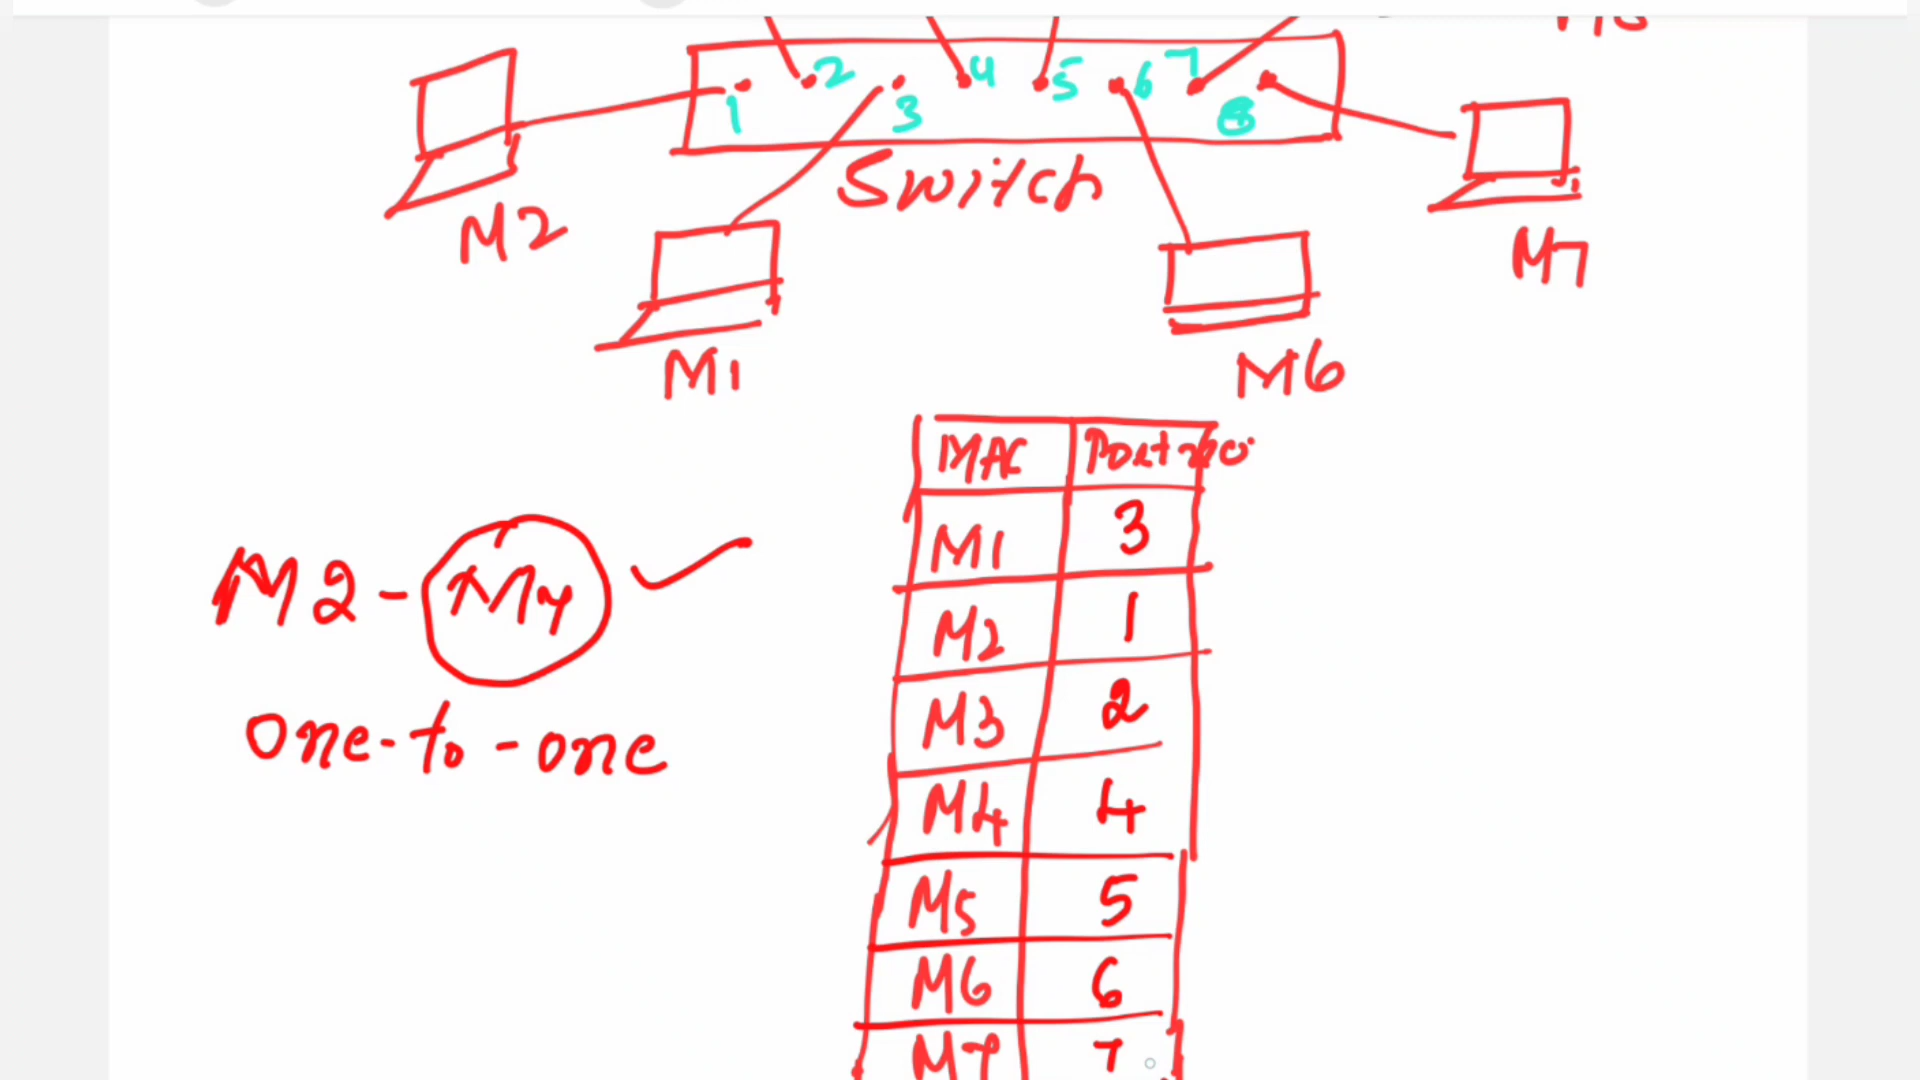 1 2 3 4 5 6 7 8
Switch
M2
M7
M1
M6
MAC Port no.
M1 3
M2 1
M3 2
M4 4
M5 5
M6 6
M7 7
M2 - M4
one-to-one